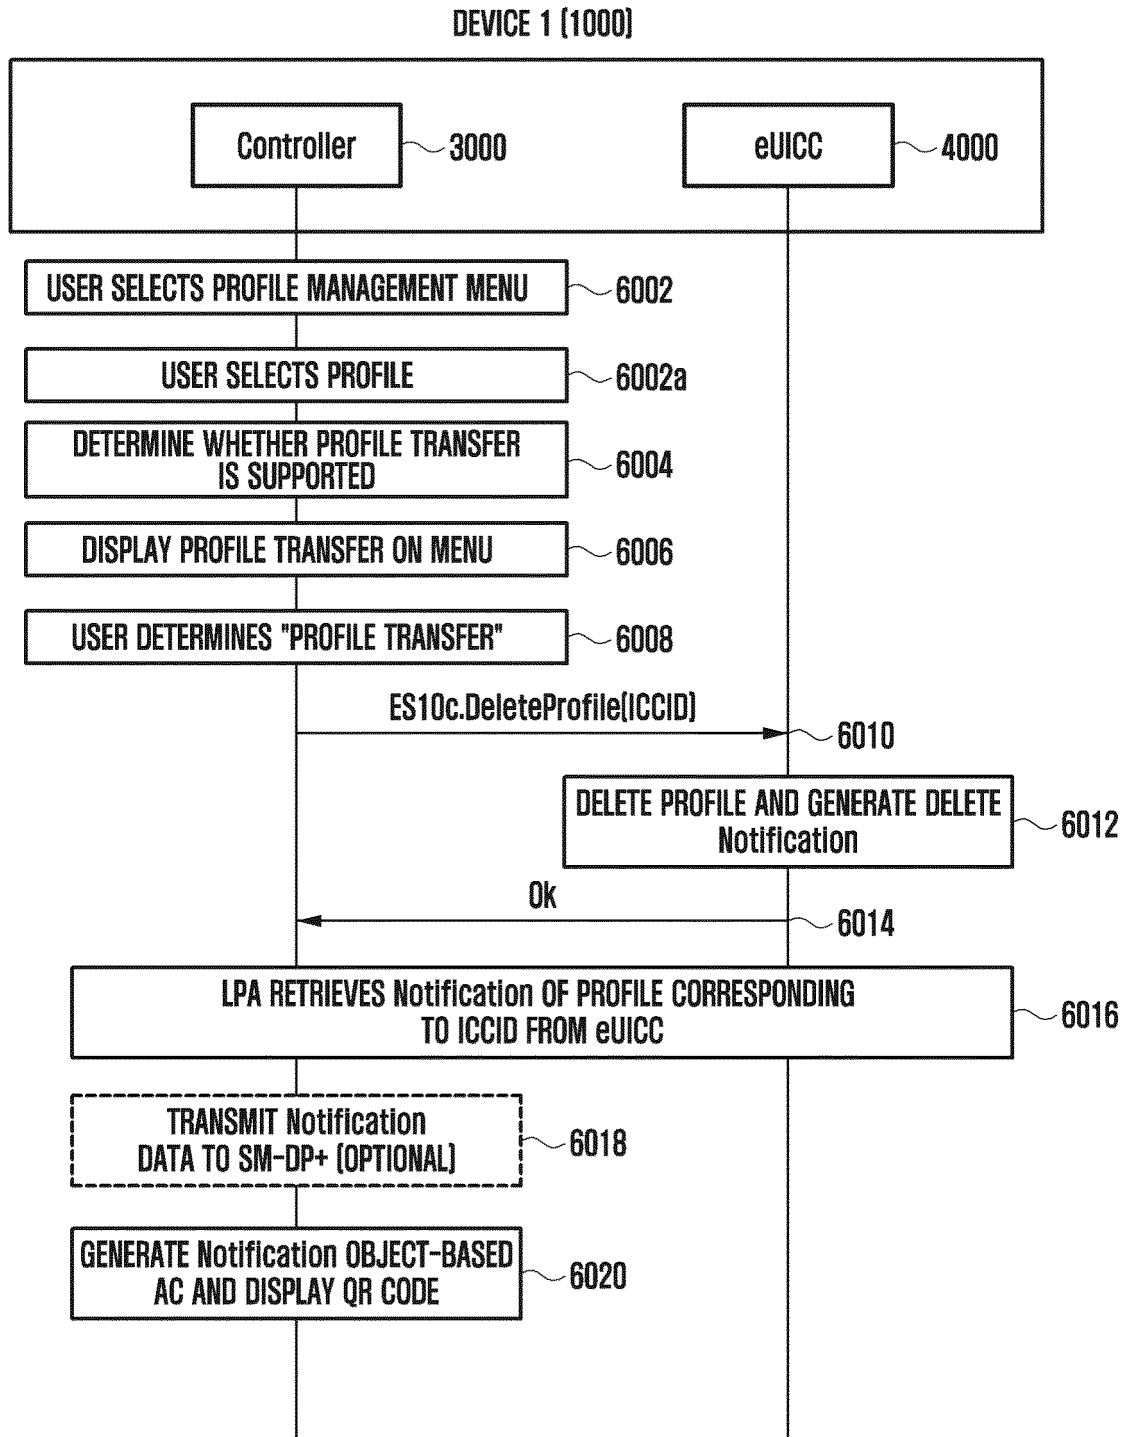 DEVICE 1 (1000)
Controller
3000
eUICC
4000
USER SELECTS PROFILE MANAGEMENT MENU
6002
USER SELECTS PROFILE
6002a
DETERMINE WHETHER PROFILE TRANSFER
IS SUPPORTED
6004
DISPLAY PROFILE TRANSFER ON MENU
6006
USER DETERMINES "PROFILE TRANSFER"
6008
ES10c.DeleteProfile(ICCID)
6010
DELETE PROFILE AND GENERATE DELETE
Notification
6012
Ok
6014
LPA RETRIEVES Notification OF PROFILE CORRESPONDING
TO ICCID FROM eUICC
6016
TRANSMIT Notification
DATA TO SM-DP+ (OPTIONAL)
6018
GENERATE Notification OBJECT-BASED
AC AND DISPLAY QR CODE
6020